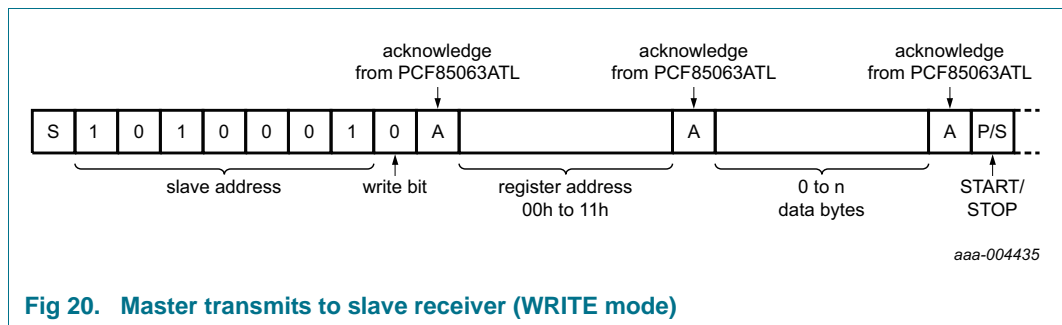 acknowledge
from PCF85063ATL
acknowledge
from PCF85063ATL
acknowledge
from PCF85063ATL
S 1 0 1 0 0 0 1 0 A A A P/S
slave address
write bit
register address
00h to 11h
0 to n
data bytes
START/
STOP
aaa-004435
Fig 20. Master transmits to slave receiver (WRITE mode)